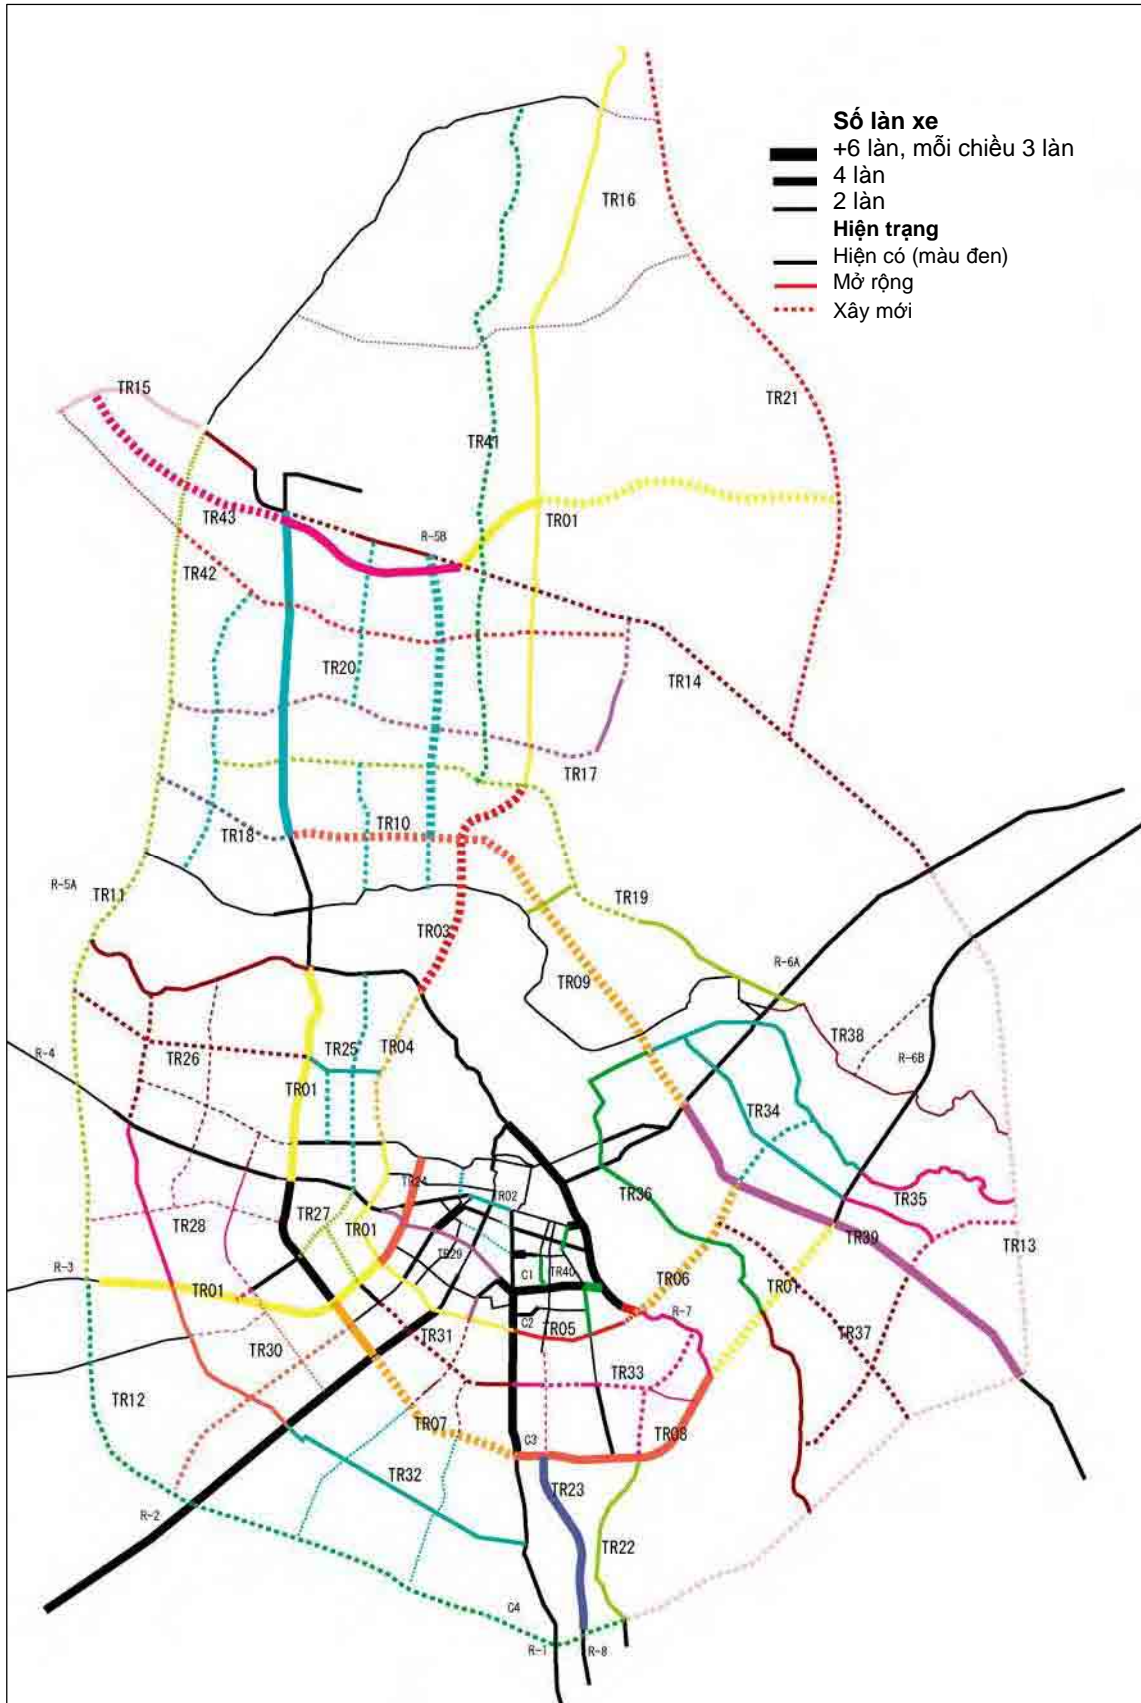 Số làn xe
+6 làn, mỗi chiều 3 làn
4 làn
2 làn
Hiện trạng
Hiện có (màu đen)
Mở rộng
Xây mới
TR16
TR15
TR21
TR41
TR43
TR01
R-5B
TR42
TR20
TR14
TR17
TR18
TR10
R-5A
TR11
TR19
TR03
R-6A
TR09
TR38
R-4
TR26
TR25
TR04
R-6B
TR01
TR34
TR24
TR02
TR36
TR35
TR28
TR27
TR01
TR39
TR13
TR29
R-3
TR01
C1
TR40
TR06
TR01
R-7
C2
TR05
TR31
TR37
TR30
TR33
TR12
TR07
TR08
C3
TR32
TR23
R-2
TR22
C4
R-1
R-8